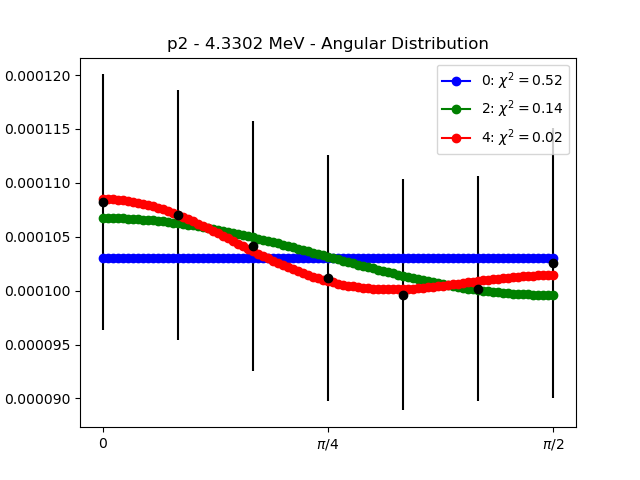 p2 - 4.3302 MeV - Angular Distribution
0.000120
0.000115
0.000110
0.000105
0.000100
0.000095
0.000090
0: χ² = 0.52
2: χ² = 0.14
4: χ² = 0.02
0
π/4
π/2